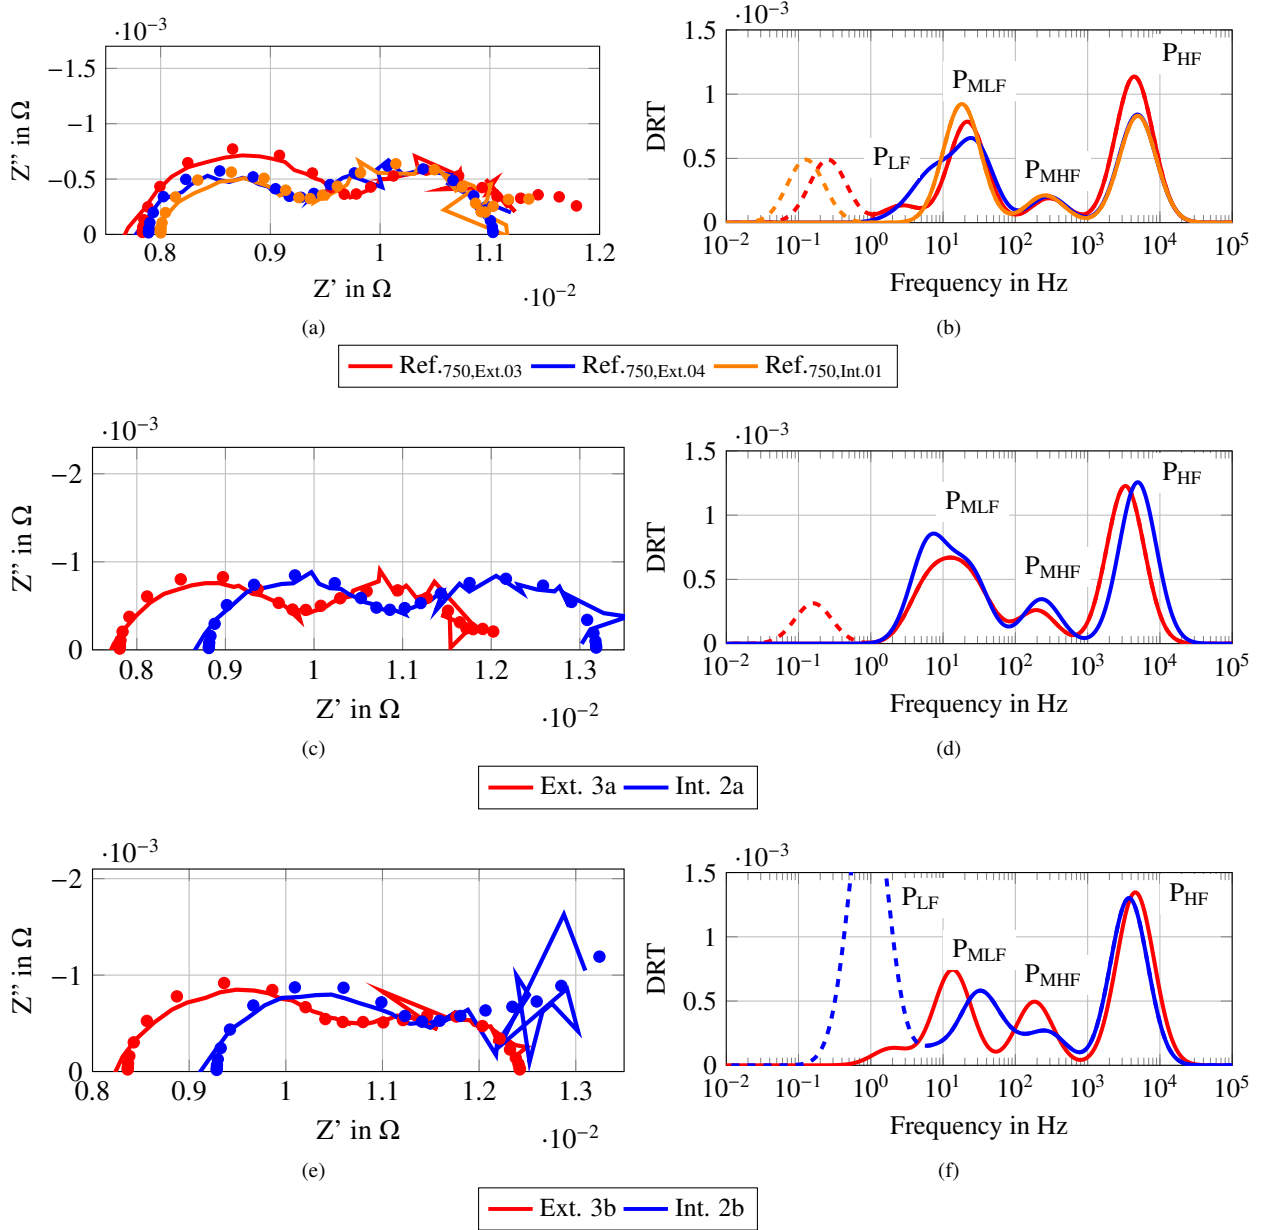 ·10⁻³
−1.5
−1
−0.5
0
0.8
0.9
1
1.1
1.2
Z' in Ω
Z'' in Ω
·10⁻²
(a)
·10⁻³
1.5
1
0.5
0
DRT
P_HF
P_MLF
P_LF
P_MHF
10⁻² 10⁻¹ 10⁰ 10¹ 10² 10³ 10⁴ 10⁵
Frequency in Hz
(b)
Ref.₇₅₀,Ext.03 Ref.₇₅₀,Ext.04 Ref.₇₅₀,Int.01
·10⁻³
−2
−1
0
0.8 0.9 1 1.1 1.2 1.3
Z' in Ω
Z'' in Ω
·10⁻²
(c)
·10⁻³
1.5
1
0.5
0
DRT
P_HF
P_MLF
P_MHF
10⁻² 10⁻¹ 10⁰ 10¹ 10² 10³ 10⁴ 10⁵
Frequency in Hz
(d)
Ext. 3a Int. 2a
·10⁻³
−2
−1
0
0.8 0.9 1 1.1 1.2 1.3
Z' in Ω
Z'' in Ω
·10⁻²
(e)
·10⁻³
1.5
1
0.5
0
DRT
P_LF
P_HF
P_MLF
P_MHF
10⁻² 10⁻¹ 10⁰ 10¹ 10² 10³ 10⁴ 10⁵
Frequency in Hz
(f)
Ext. 3b Int. 2b